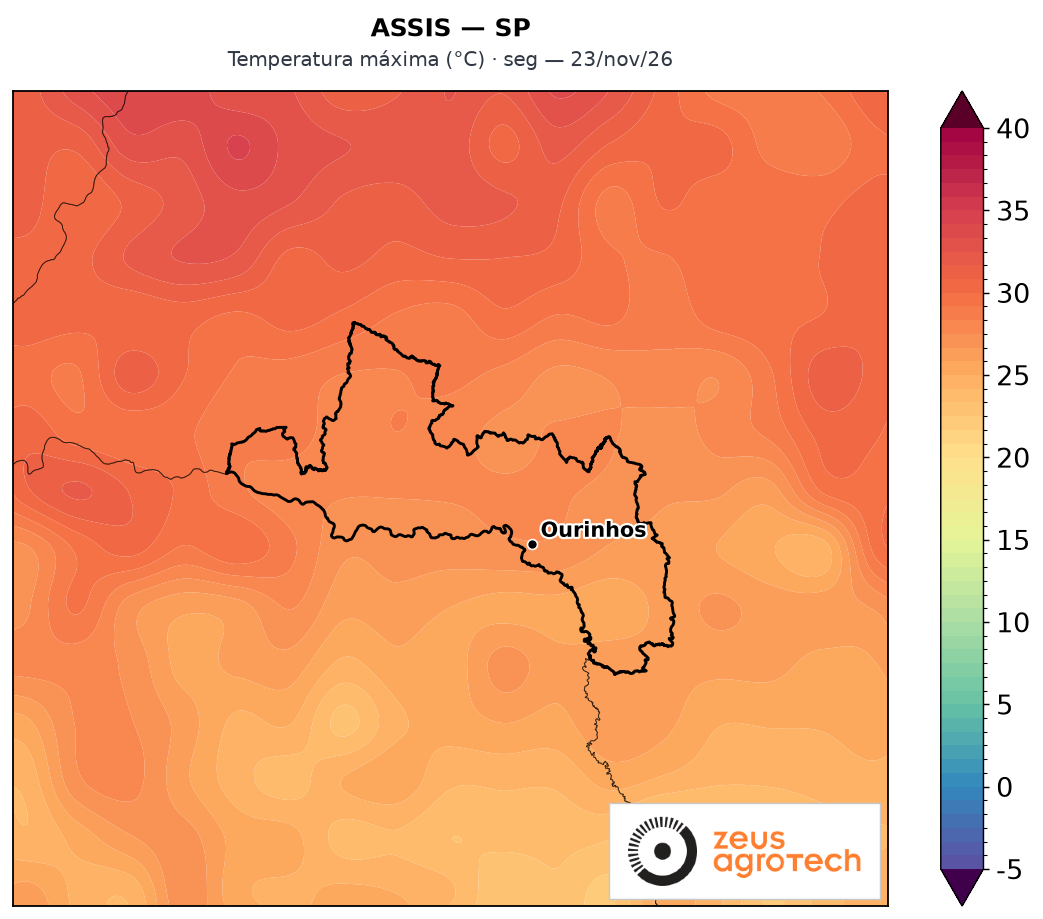 ASSIS — SP
Temperatura máxima (°C) · seg — 23/nov/26
40
35
30
25
20
15
10
5
0
-5
Ourinhos
zeus
agrotech